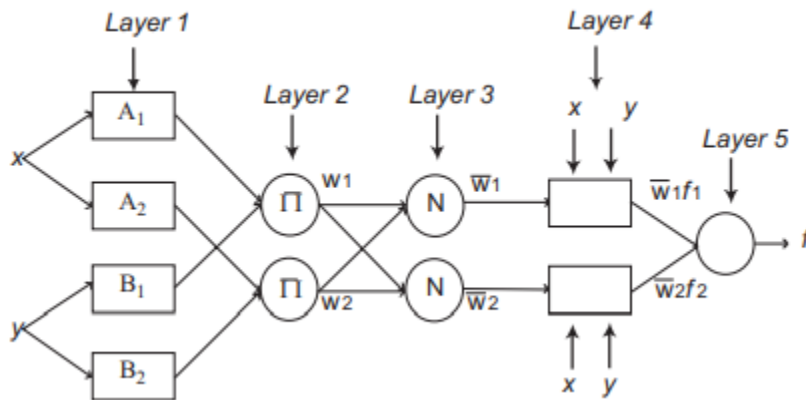 Layer 1
Layer 2
Layer 3
Layer 4
Layer 5
x
y
A₁
A₂
B₁
B₂
Π
Π
w1
w2
N
N
w̅1
w̅2
x y
x y
w̅1f1
w̅2f2